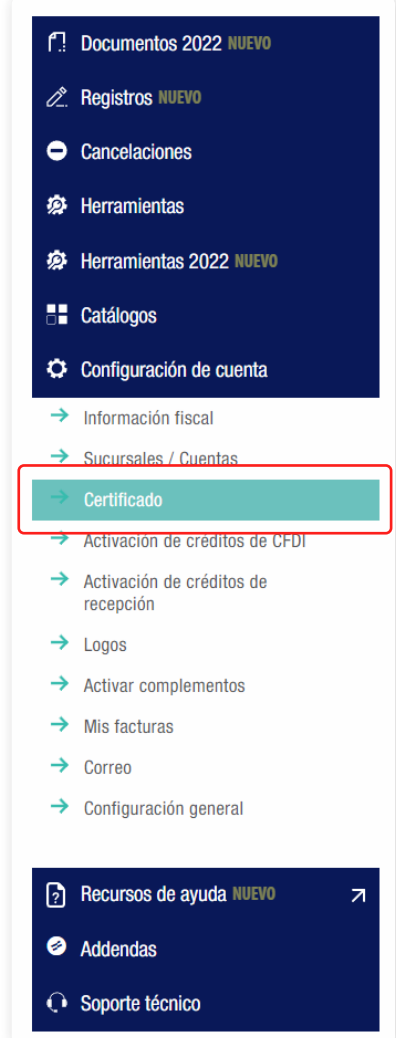 Documentos 2022 NUEVO
Registros NUEVO
Cancelaciones
Herramientas
Herramientas 2022 NUEVO
Catálogos
Configuración de cuenta
Información fiscal
Sucursales / Cuentas
Certificado
Activación de créditos de CFDI
Activación de créditos de
recepción
Logos
Activar complementos
Mis facturas
Correo
Configuración general
Recursos de ayuda NUEVO
Addendas
Soporte técnico